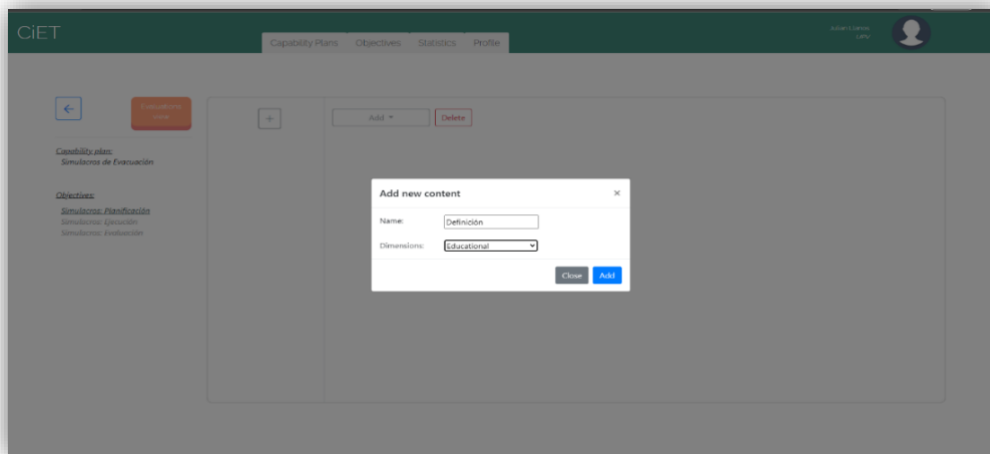 CiET
Capability Plans Objectives Statistics Profile
Evaluations
Add Delete
Capability plan:
Simulacros de Evacuación
Objectives:
Simulacros: Planificación
Simulacros: Ejecución
Simulacros: Evaluación
Add new content ×
Name: Definición
Dimensions: Educational
Close Add